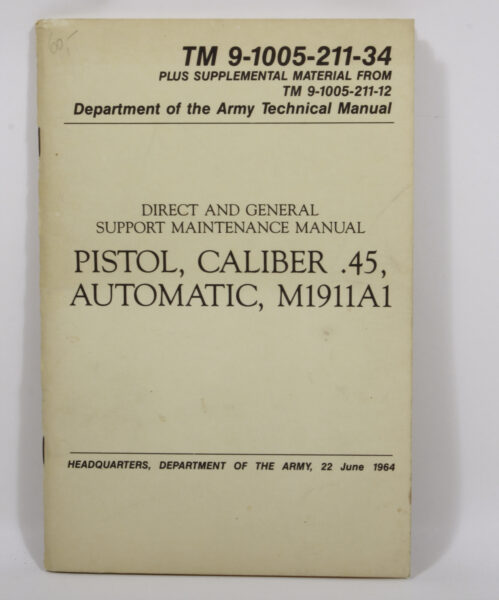 60,-
TM 9-1005-211-34
PLUS SUPPLEMENTAL MATERIAL FROM
TM 9-1005-211-12
Department of the Army Technical Manual
DIRECT AND GENERAL
SUPPORT MAINTENANCE MANUAL
PISTOL, CALIBER .45,
AUTOMATIC, M1911A1
HEADQUARTERS, DEPARTMENT OF THE ARMY, 22 June 1964